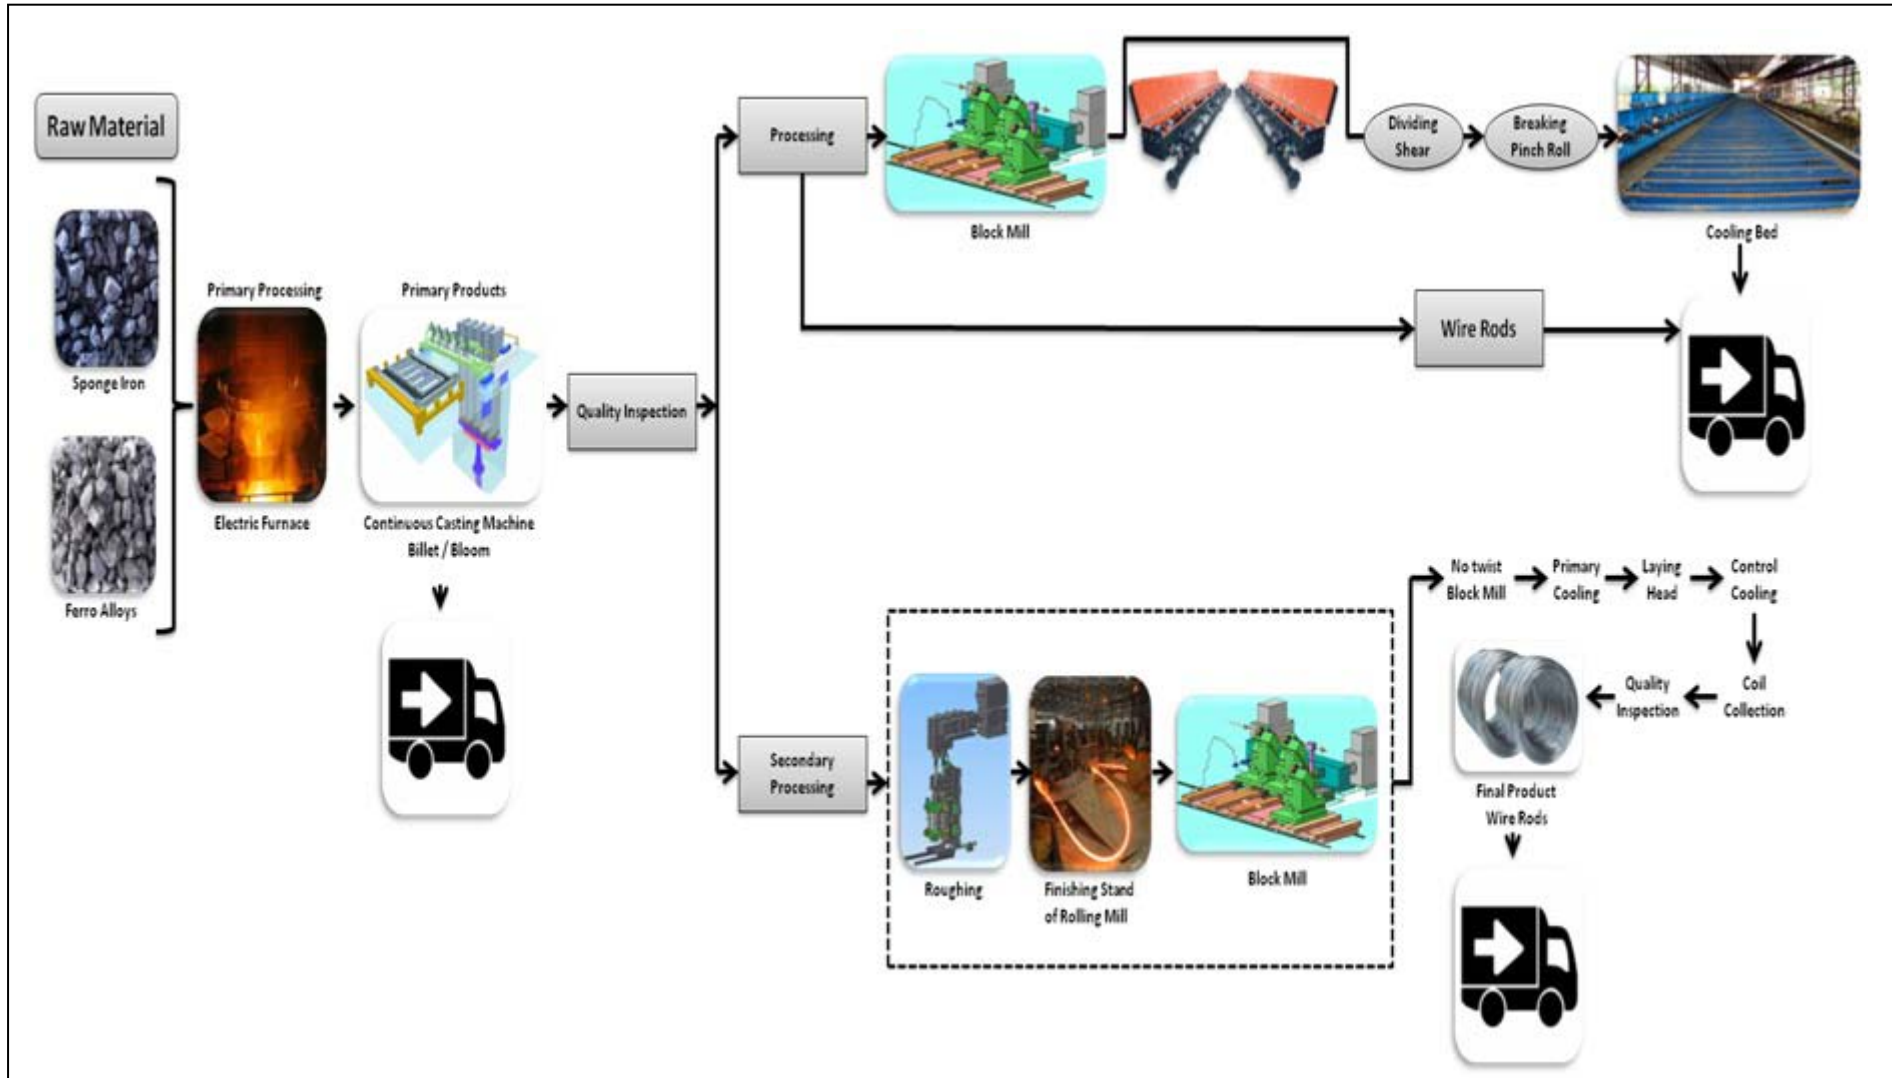 Raw Material
Sponge Iron
Ferro Alloys
Primary Processing
Electric Furnace
Primary Products
Continuous Casting Machine
Billet / Bloom
Quality Inspection
Processing
Block Mill
Dividing
Shear
Breaking
Pinch Roll
Cooling Bed
Wire Rods
Secondary
Processing
Roughing
Finishing Stand
of Rolling Mill
Block Mill
No twist
Block Mill
Primary
Cooling
Laying
Head
Control
Cooling
Coil
Collection
Quality
Inspection
Final Product
Wire Rods